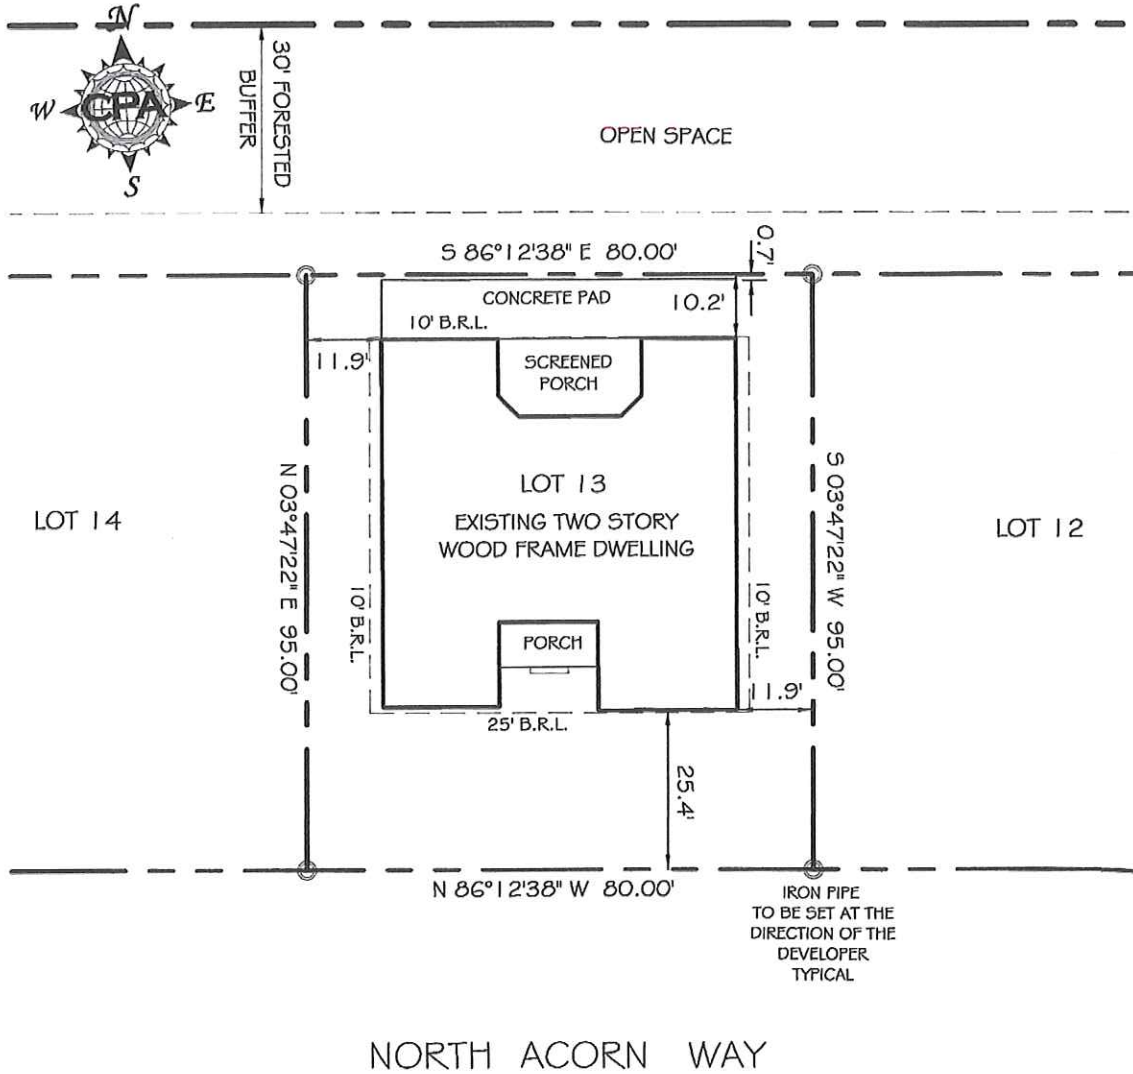 N
W
CPA
E
S
30' FORESTED
BUFFER
OPEN SPACE
S 86°12'38" E 80.00'
0.7'
CONCRETE PAD
10.2'
10' B.R.L.
11.9'
SCREENED
PORCH
N 03°47'22" E 95.00'
S 03°47'22" W 95.00'
LOT 14
LOT 13
EXISTING TWO STORY
WOOD FRAME DWELLING
LOT 12
10' B.R.L.
10' B.R.L.
PORCH
11.9'
25' B.R.L.
25.4'
N 86°12'38" W 80.00'
IRON PIPE
TO BE SET AT THE
DIRECTION OF THE
DEVELOPER
TYPICAL
NORTH ACORN WAY